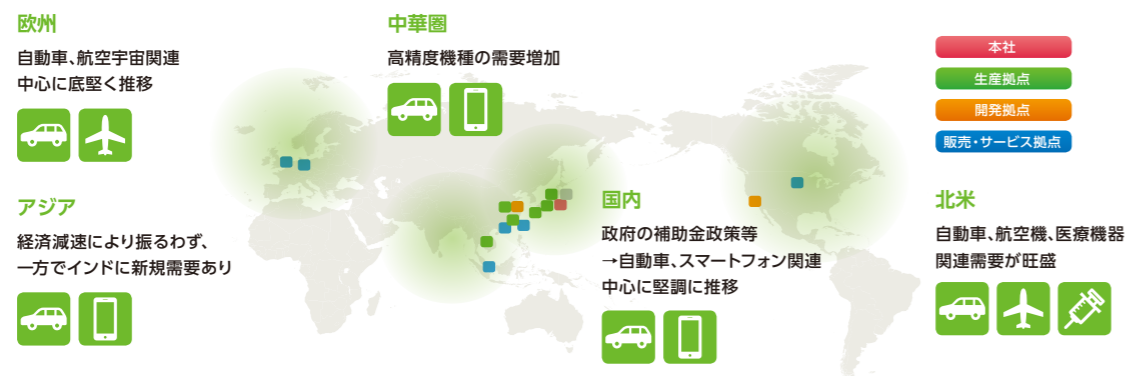 欧州
自動車、航空宇宙関連
中心に底堅く推移
中華圏
高精度機種の需要増加
本社
生産拠点
開発拠点
販売・サービス拠点
アジア
経済減速により振るわず、
一方でインドに新規需要あり
国内
政府の補助金政策等
→自動車、スマートフォン関連
中心に堅調に推移
北米
自動車、航空機、医療機器
関連需要が旺盛